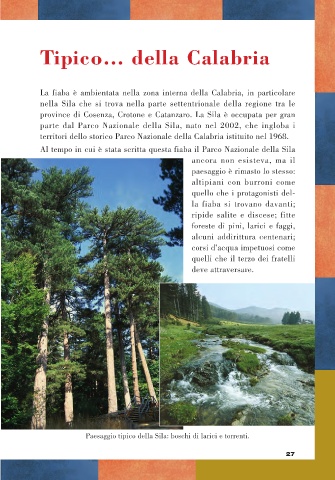 Tipico... della Calabria
La fiaba è ambientata nella zona interna della Calabria, in particolare
nella Sila che si trova nella parte settentrionale della regione tra le
province di Cosenza, Crotone e Catanzaro. La Sila è occupata per gran
parte dal Parco Nazionale della Sila, nato nel 2002, che ingloba i
territori dello storico Parco Nazionale della Calabria istituito nel 1968.
Al tempo in cui è stata scritta questa fiaba il Parco Nazionale della Sila
ancora non esisteva, ma il
paesaggio è rimasto lo stesso:
altipiani con burroni come
quello che i protagonisti del-
la fiaba si trovano davanti;
ripide salite e discese; fitte
foreste di pini, larici e faggi,
alcuni addirittura centenari;
corsi d'acqua impetuosi come
quelli che il terzo dei fratelli
deve attraversare.
Paesaggio tipico della Sila: boschi di larici e torrenti.
27